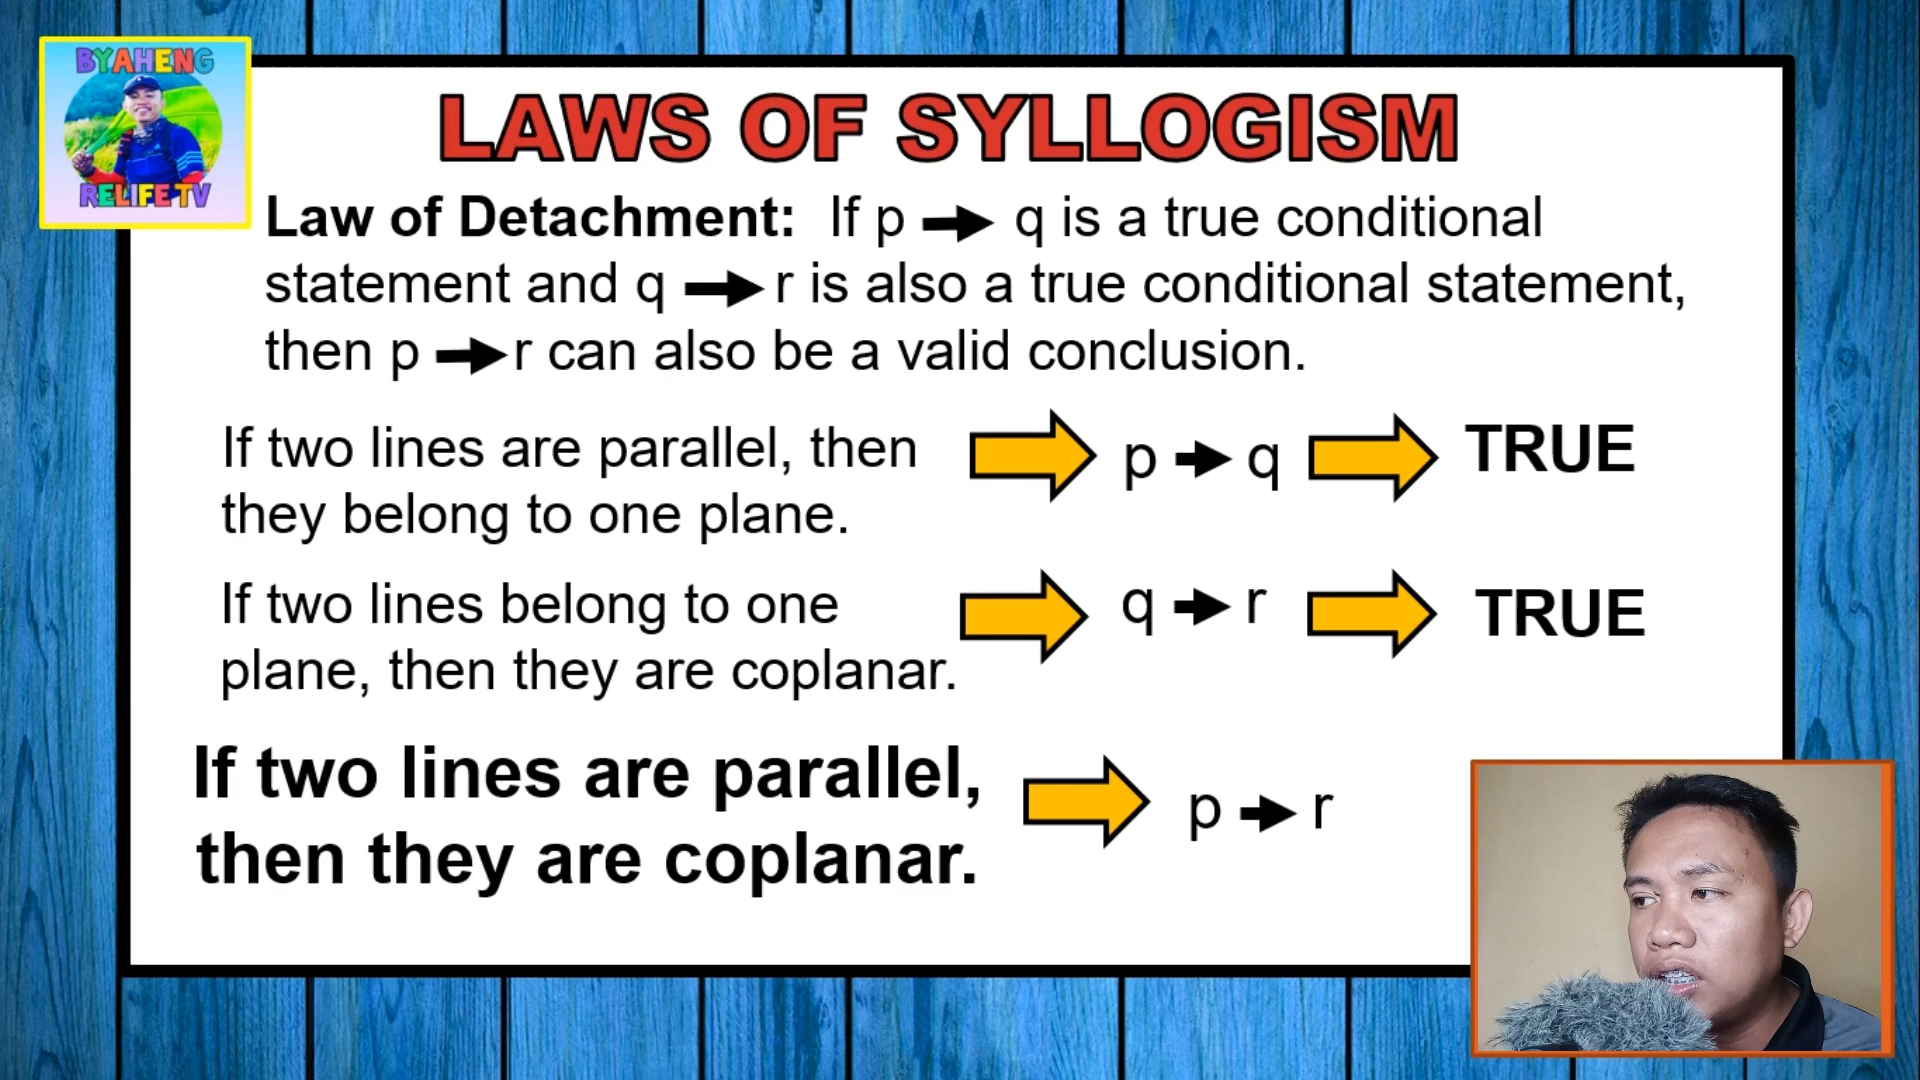 BYAHENG
RELIFE TV
LAWS OF SYLLOGISM
Law of Detachment: If p → q is a true conditional
statement and q → r is also a true conditional statement,
then p → r can also be a valid conclusion.
If two lines are parallel, then
they belong to one plane.
p → q
TRUE
If two lines belong to one
plane, then they are coplanar.
q → r
TRUE
If two lines are parallel,
then they are coplanar.
p → r